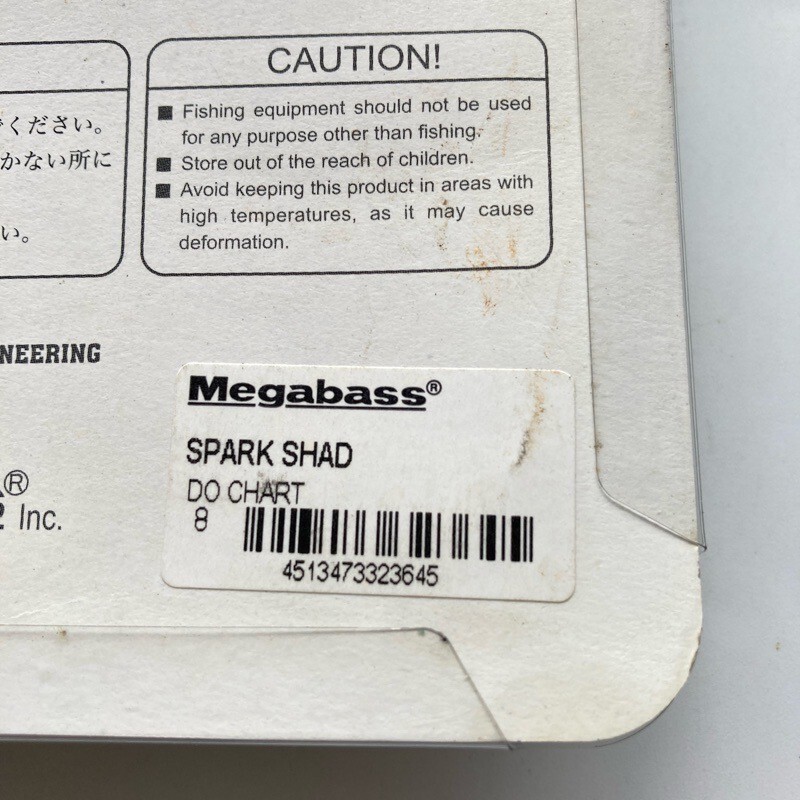 ください。
かない所に
い。
CAUTION!
■ Fishing equipment should not be used
for any purpose other than fishing.
■ Store out of the reach of children.
■ Avoid keeping this product in areas with
high temperatures, as it may cause
deformation.
NEERING
®
Inc.
Megabass®
SPARK SHAD
DO CHART
8
4513473323645